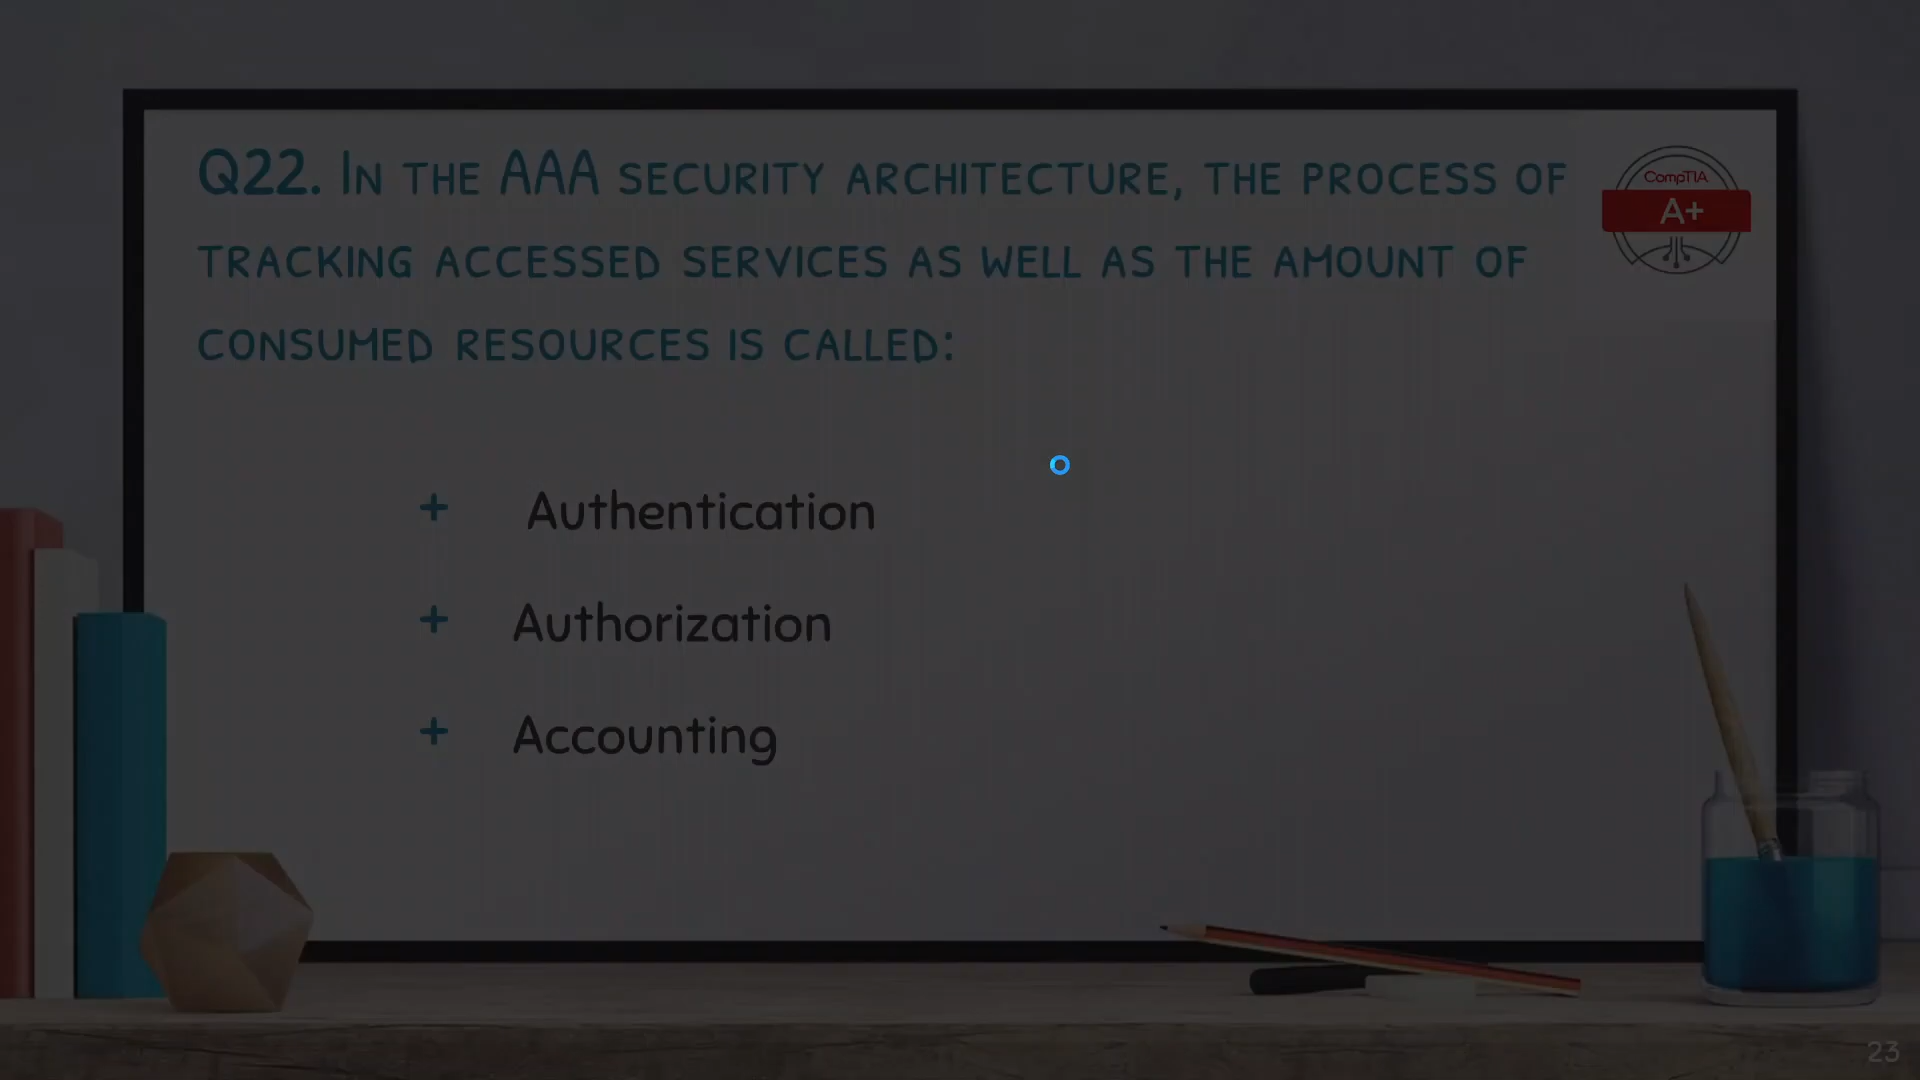 Q22. In the AAA security architecture, the process of
tracking accessed services as well as the amount of
consumed resources is called:
CompTIA
A+
+ Authentication
+ Authorization
+ Accounting
23